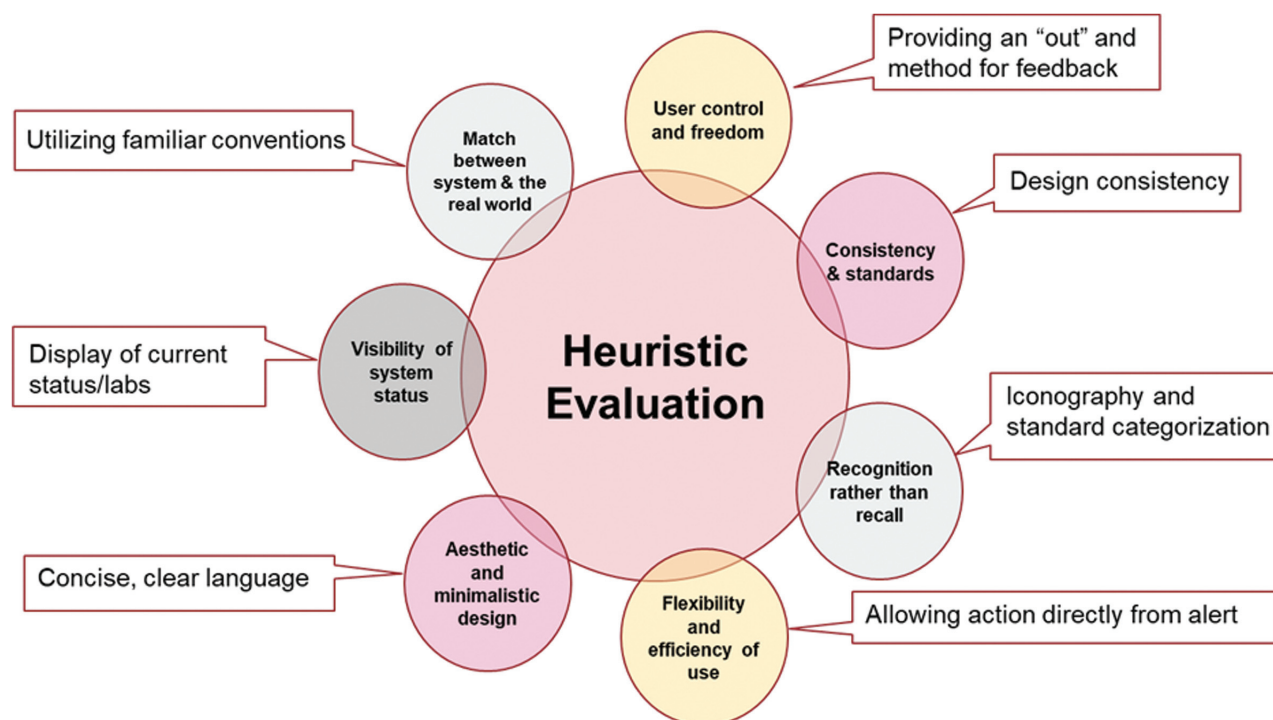 Providing an “out” and
method for feedback
User control
and freedom
Utilizing familiar conventions
Match
between
system & the
real world
Design consistency
Consistency
& standards
Heuristic
Evaluation
Display of current
status/labs
Visibility of
system
status
Iconography and
standard categorization
Recognition
rather than
recall
Concise, clear language
Aesthetic
and
minimalistic
design
Flexibility
and
efficiency of
use
Allowing action directly from alert